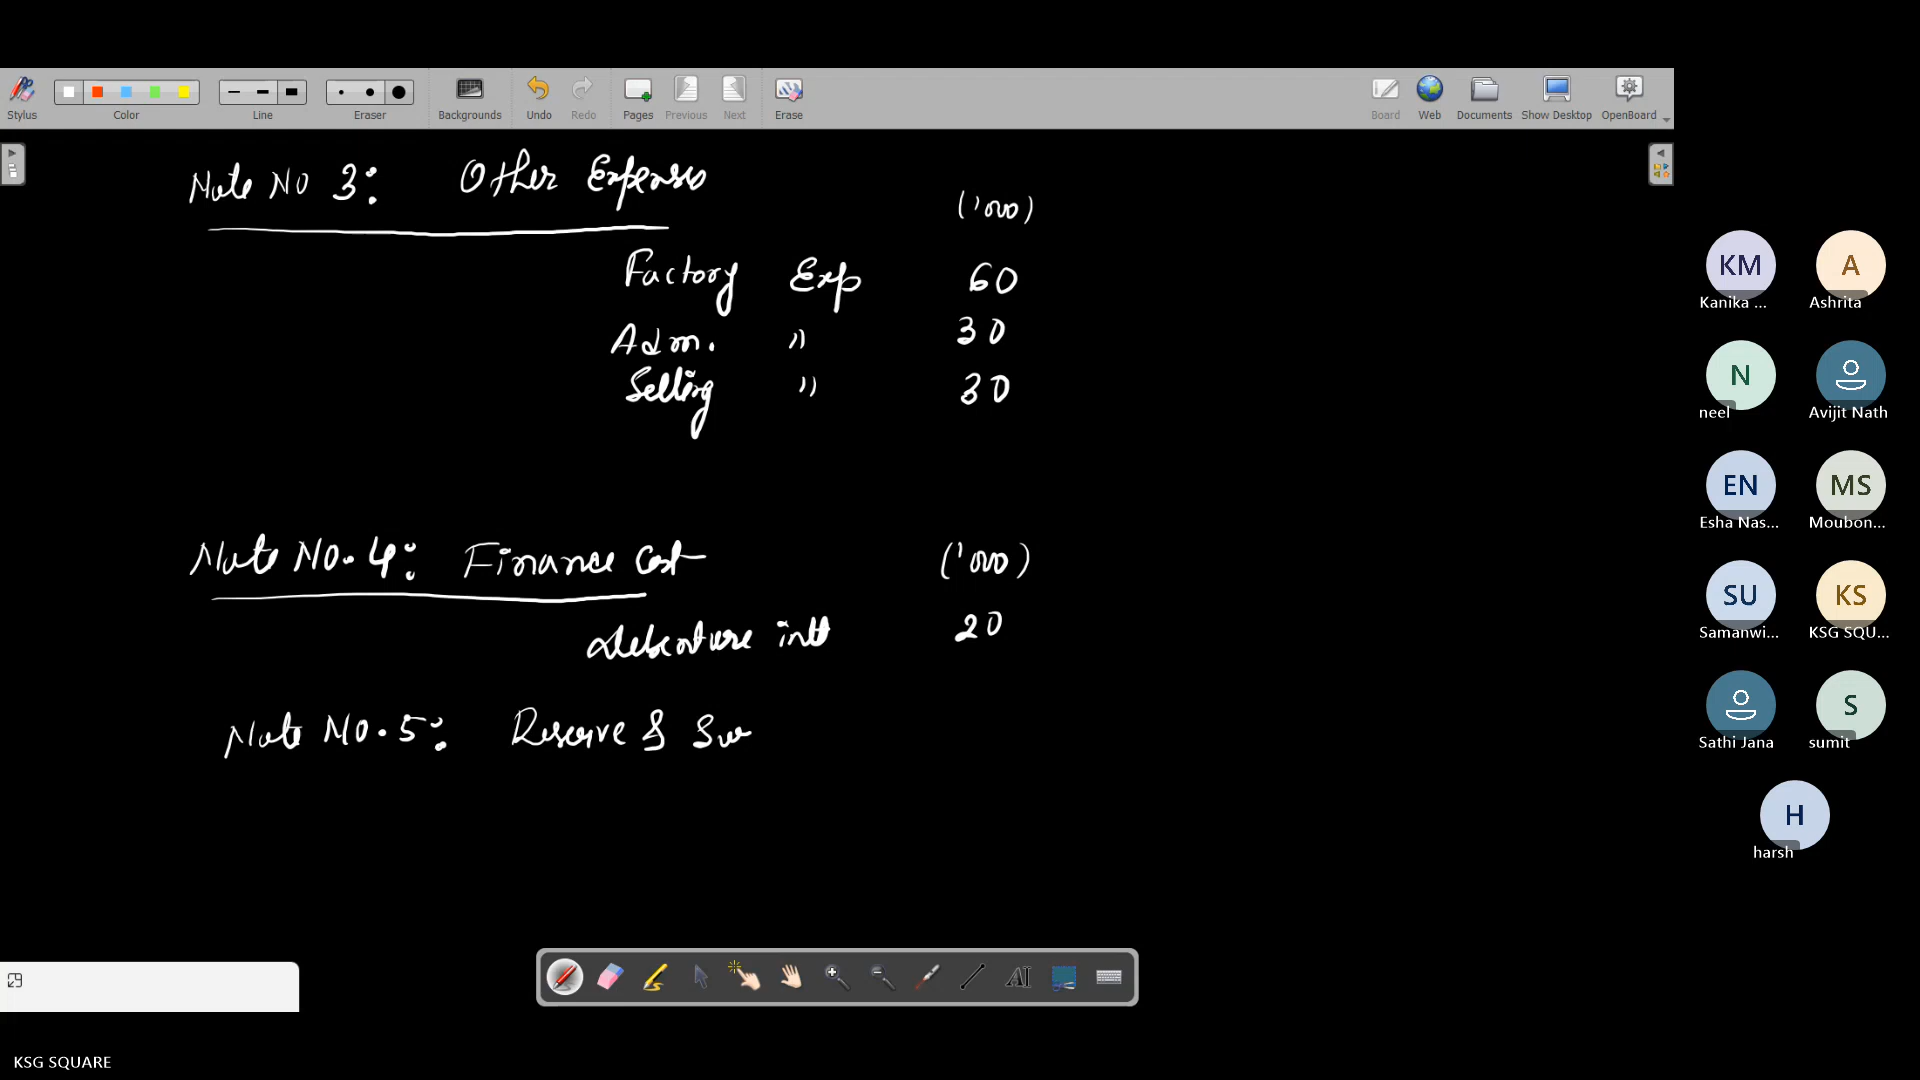 Stylus Color Line Eraser Backgrounds Undo Redo Pages Previous Next Erase Board Web Documents Show Desktop OpenBoard
Note No 3: Other Expenses
('000)
Factory Exp 60
Adm. " 30
Selling " 30
Note No. 4: Finance Cost ('000)
Debenture intt 20
Note No. 5: Reserve & Sur
KM A
Kanika ... Ashrita
N
neel Avijit Nath
EN MS
Esha Nas... Moubon...
SU KS
Samanwi... KSG SQU...
S
Sathi Jana sumit
H
harsh
AI
KSG SQUARE